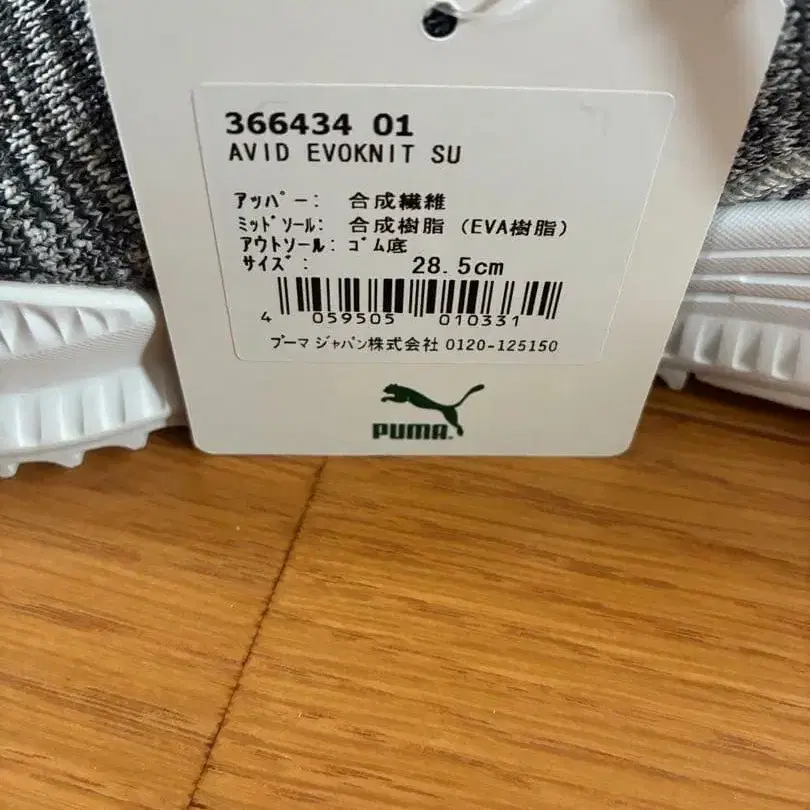 366434 01
AVID EVOKNIT SU
アッパー: 合成繊維
ミッドソール: 合成樹脂 (EVA樹脂)
アウトソール: ゴム底
サイズ: 28.5cm
4 059505 010331
プーマ ジャパン株式会社 0120-125150
PUMA